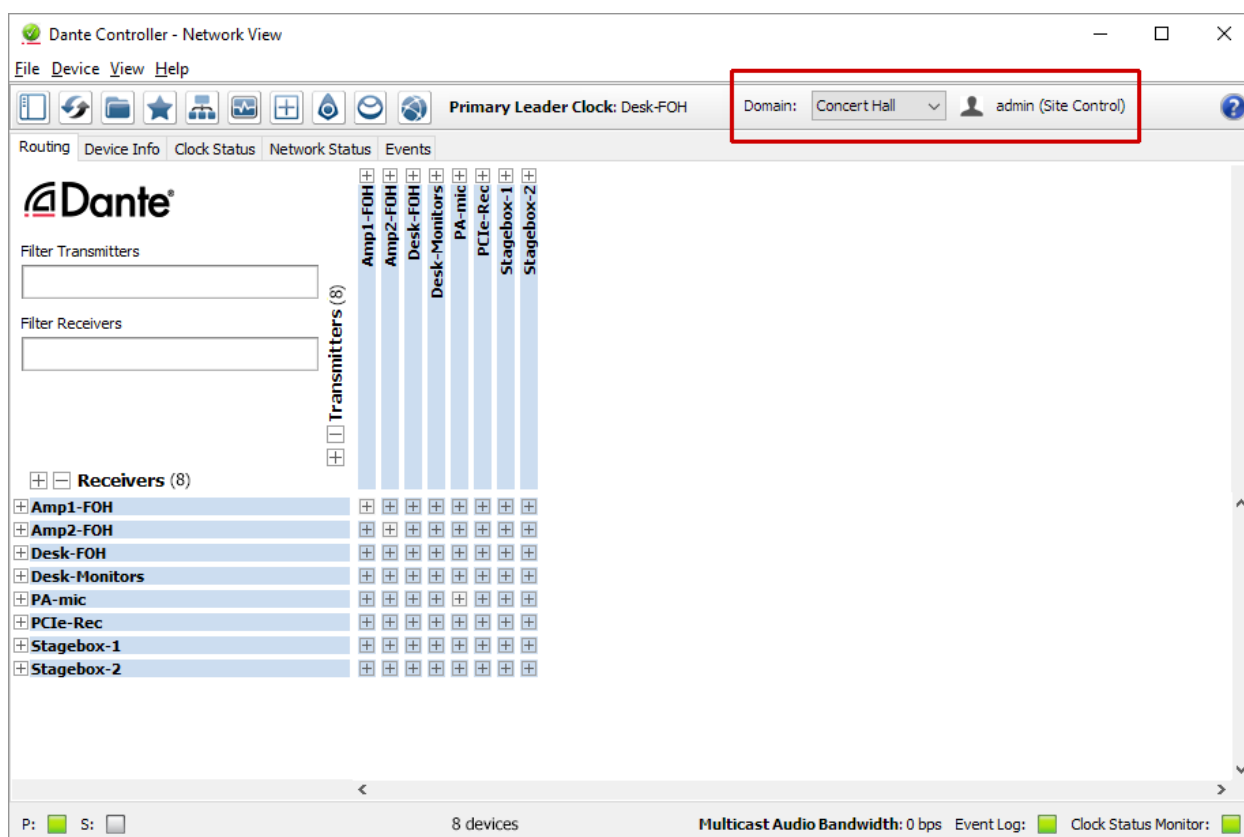 Dante Controller - Network View
File Device View Help
Primary Leader Clock: Desk-FOH Domain: Concert Hall admin (Site Control) ?
Routing Device Info Clock Status Network Status Events
Dante®
Filter Transmitters
Filter Receivers
Transmitters (8)
Amp1-FOH
Amp2-FOH
Desk-FOH
Desk-Monitors
PA-mic
PCIe-Rec
Stagebox-1
Stagebox-2
Receivers (8)
Amp1-FOH
Amp2-FOH
Desk-FOH
Desk-Monitors
PA-mic
PCIe-Rec
Stagebox-1
Stagebox-2
P: S: 8 devices Multicast Audio Bandwidth: 0 bps Event Log: Clock Status Monitor: